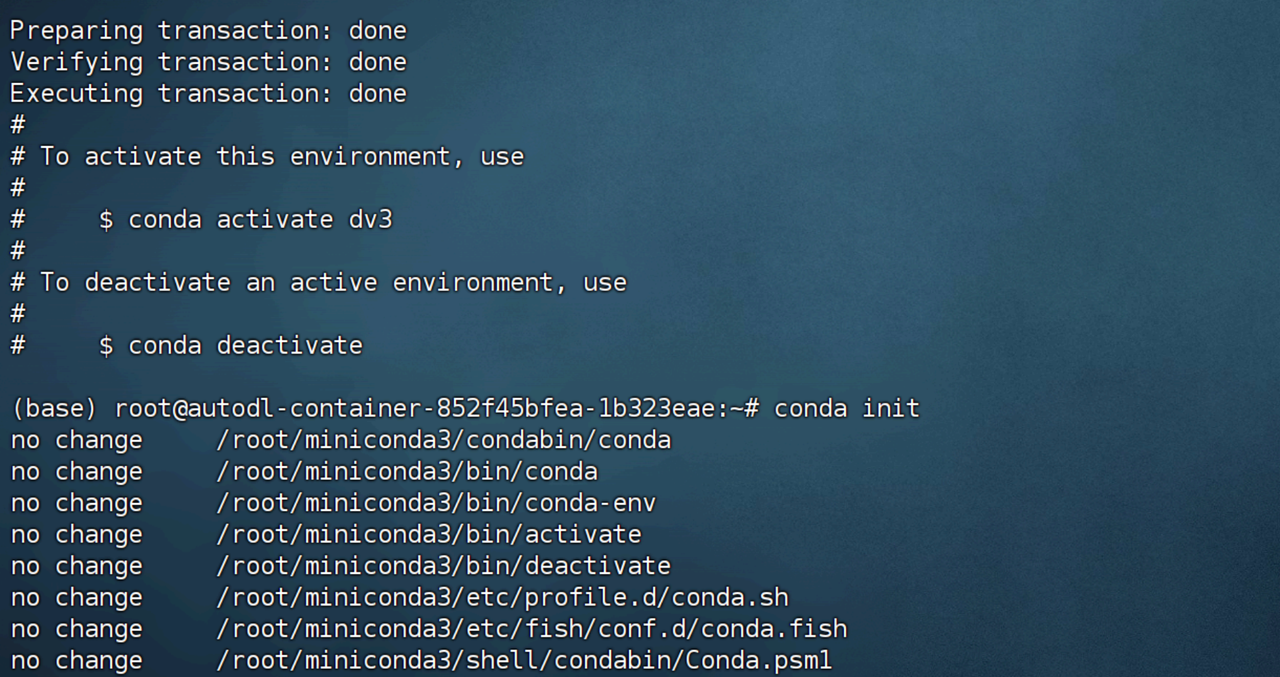 Preparing transaction: done
Verifying transaction: done
Executing transaction: done
#
# To activate this environment, use
#
#     $ conda activate dv3
#
# To deactivate an active environment, use
#
#     $ conda deactivate
(base) root@autodl-container-852f45bfea-1b323eae:~# conda init
no change     /root/miniconda3/condabin/conda
no change     /root/miniconda3/bin/conda
no change     /root/miniconda3/bin/conda-env
no change     /root/miniconda3/bin/activate
no change     /root/miniconda3/bin/deactivate
no change     /root/miniconda3/etc/profile.d/conda.sh
no change     /root/miniconda3/etc/fish/conf.d/conda.fish
no change     /root/miniconda3/shell/condabin/Conda.psm1